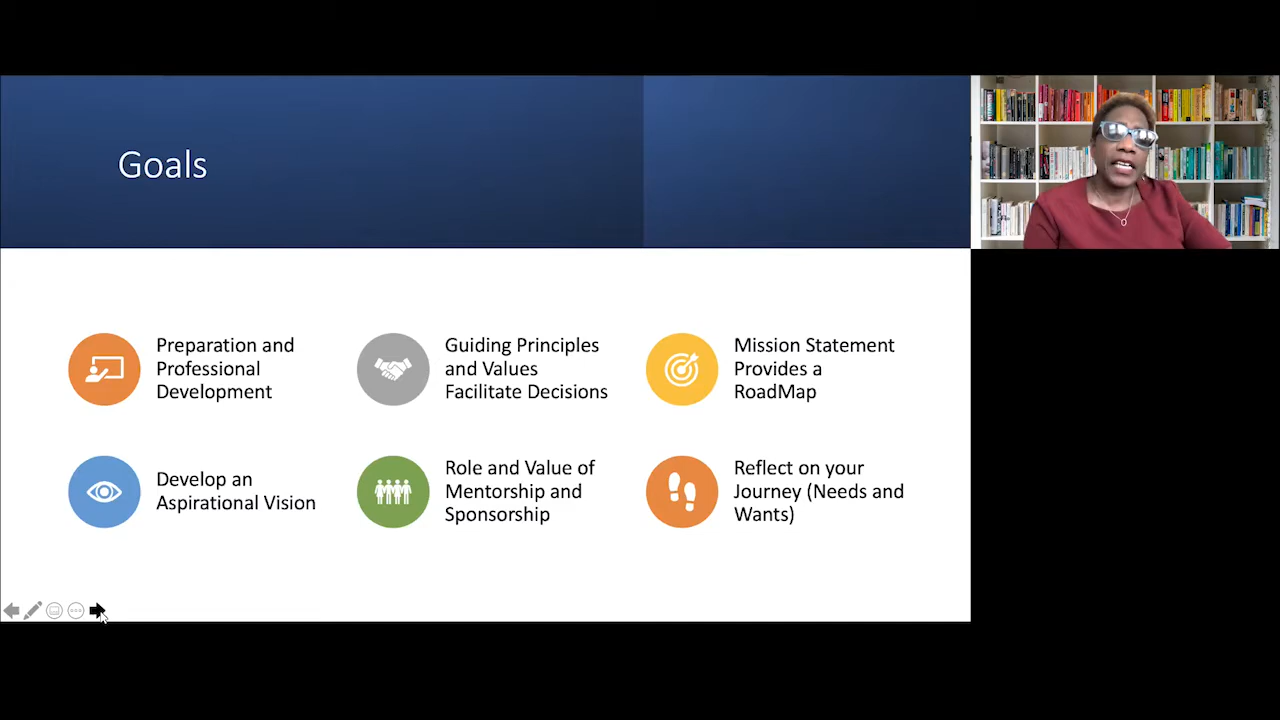 Goals
Preparation and
Professional
Development
Guiding Principles
and Values
Facilitate Decisions
Mission Statement
Provides a
RoadMap
Develop an
Aspirational Vision
Role and Value of
Mentorship and
Sponsorship
Reflect on your
Journey (Needs and
Wants)